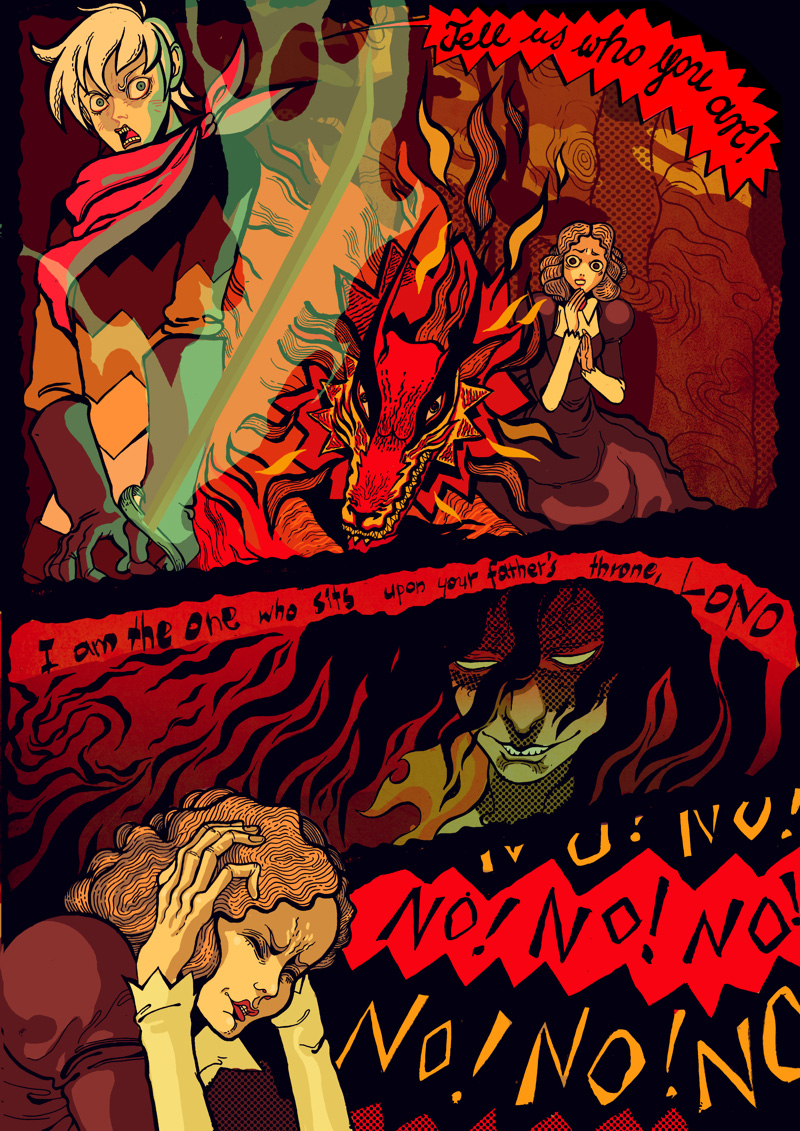 Tell us who you are!
I am the one who sits upon your father's throne, LONO
NO! NO!
NO! NO! NO!
NO! NO! NO